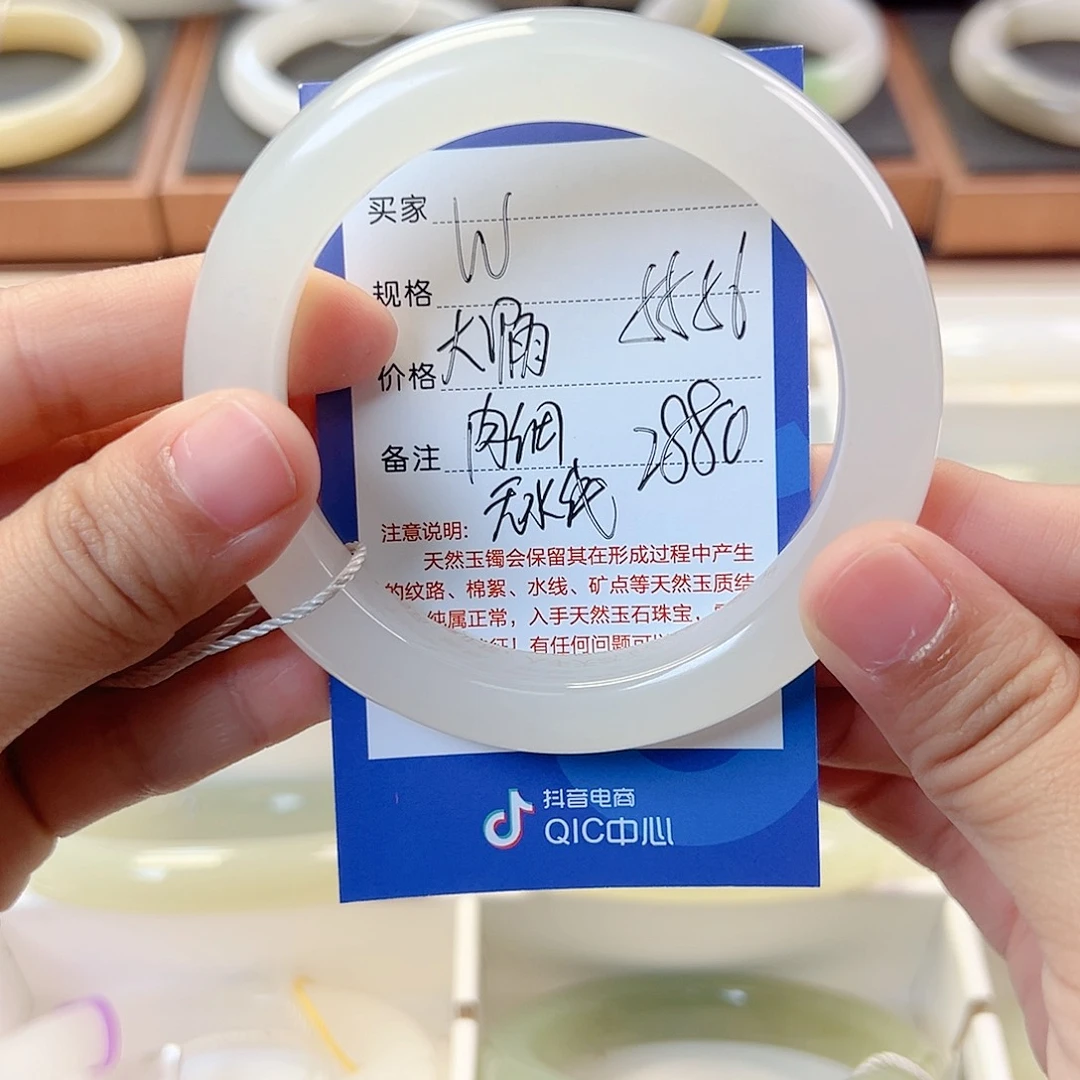 买家 W
规格
价格 大
备注 肉细 2880
无水线
注意说明:
天然玉镯会保留其在形成过程中产生
的纹路、棉絮、水线、矿点等天然玉质结
纯属正常，入手天然玉石珠宝，
征！有任何问题可
抖音电商
QIC中心